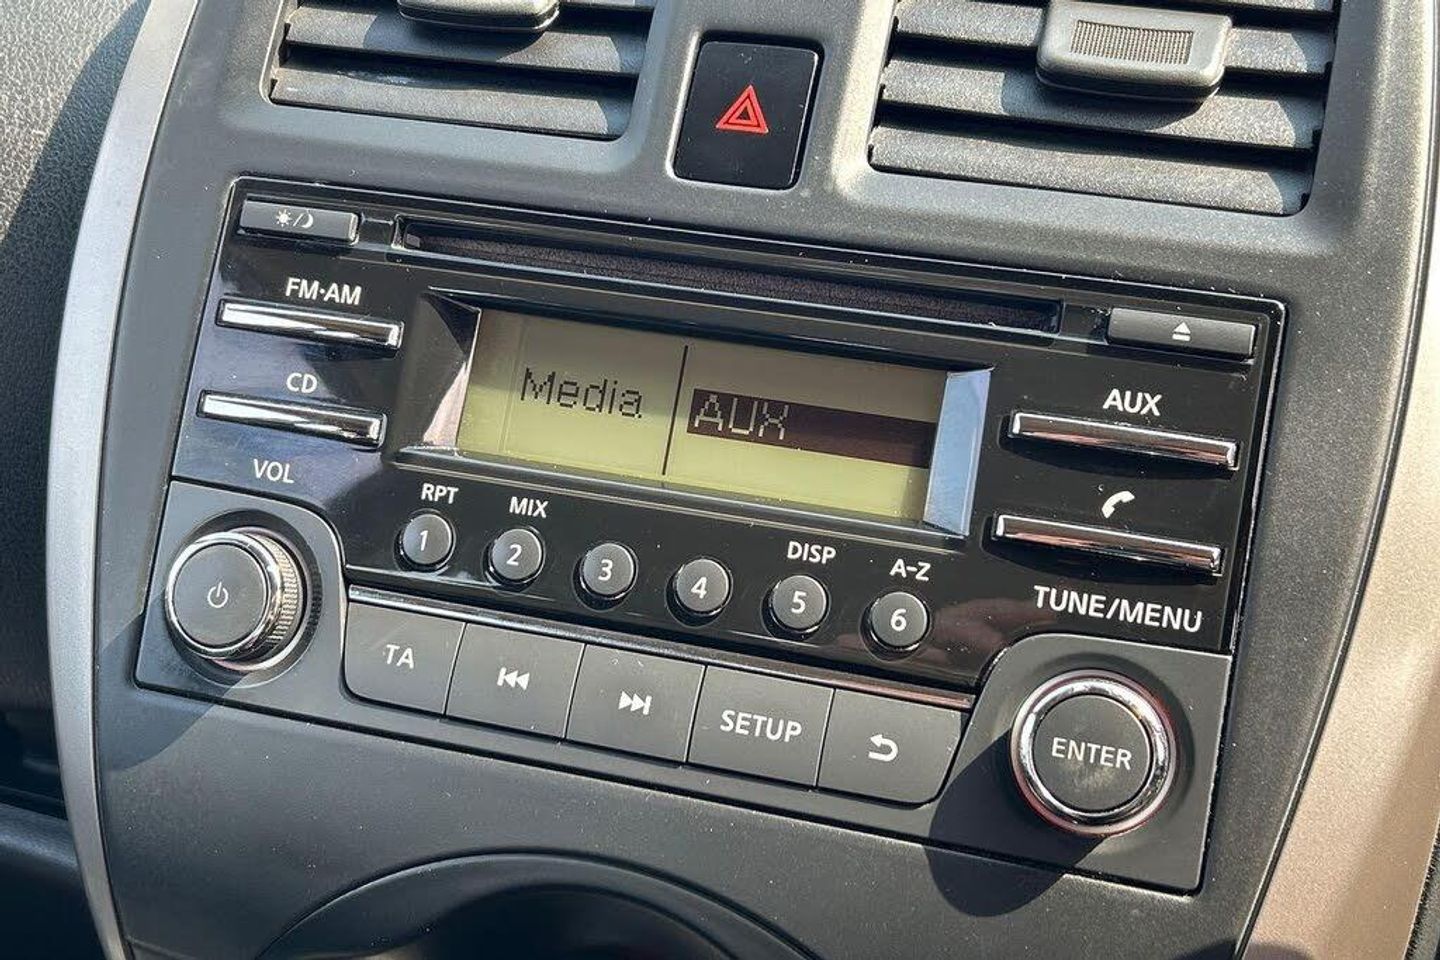 FM·AM
CD
VOL
Media
AUX
AUX
RPT
1
MIX
2
3
4
DISP
5
A-Z
6
TUNE/MENU
TA
SETUP
ENTER